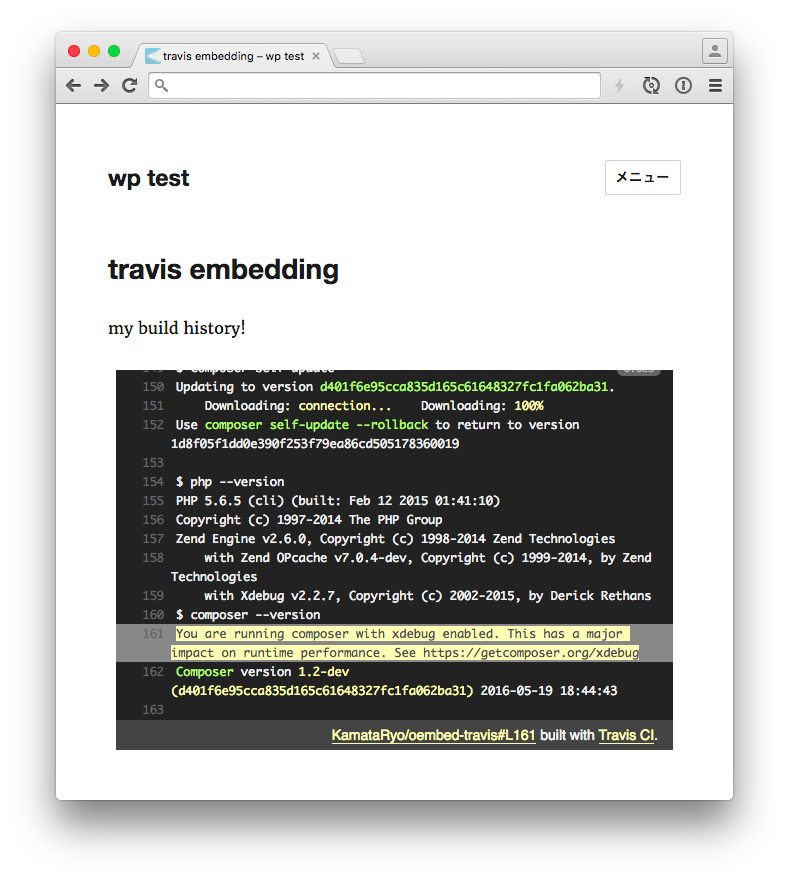 travis embedding – wp test
wp test
メニュー
travis embedding
my build history!
150 Updating to version d401f6e95cca835d165c61648327fc1fa062ba31.
151 Downloading: connection... Downloading: 100%
152 Use composer self-update --rollback to return to version
1d8f05f1dd0e390f253f79ea86cd505178360019
153
154 $ php --version
155 PHP 5.6.5 (cli) (built: Feb 12 2015 01:41:10)
156 Copyright (c) 1997-2014 The PHP Group
157 Zend Engine v2.6.0, Copyright (c) 1998-2014 Zend Technologies
158 with Zend OPcache v7.0.4-dev, Copyright (c) 1999-2014, by Zend
Technologies
159 with Xdebug v2.2.7, Copyright (c) 2002-2015, by Derick Rethans
160 $ composer --version
161 You are running composer with xdebug enabled. This has a major
impact on runtime performance. See https://getcomposer.org/xdebug
162 Composer version 1.2-dev
(d401f6e95cca835d165c61648327fc1fa062ba31) 2016-05-19 18:44:43
163
KamataRyo/oembed-travis#L161 built with Travis CI.